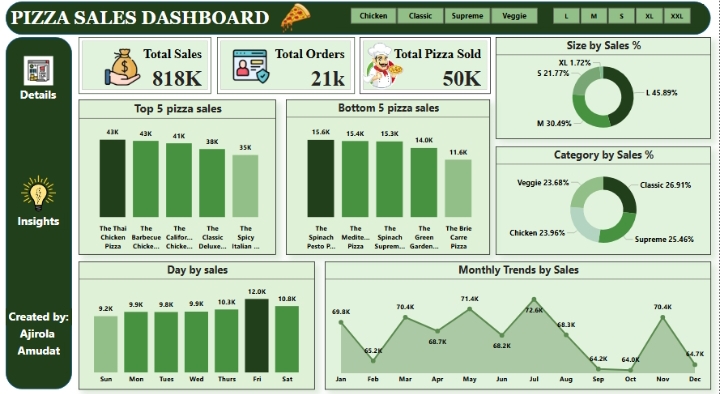 PIZZA SALES DASHBOARD
Chicken Classic Supreme Veggie
L M S XL XXL
Details
Insights
Created by:
Ajirola
Amudat
Total Sales
818K
Total Orders
21k
Total Pizza Sold
50K
Size by Sales %
XL 1.72%
S 21.77%
L 45.89%
M 30.49%
Top 5 pizza sales
43K 43K 41K 38K 35K
The Thai The The The The
Chicken Barbecue Califor... Classic Spicy
Pizza Chicke... Chicke... Deluxe... Italian ...
Bottom 5 pizza sales
15.6K 15.4K 15.3K 14.0K 11.6K
The The The The The Brie
Spinach Medite... Spinach Green Carre
Pesto P... Pizza Suprem... Garden... Pizza
Category by Sales %
Veggie 23.68%
Classic 26.91%
Chicken 23.96%
Supreme 25.46%
Day by sales
9.2K 9.9K 9.8K 9.9K 10.3K 12.0K 10.8K
Sun Mon Tues Wed Thurs Fri Sat
Monthly Trends by Sales
69.8K 65.2K 70.4K 68.7K 71.4K 68.2K 72.6K 68.3K 64.2K 64.0K 70.4K 64.7K
Jan Feb Mar Apr May Jun Jul Aug Sep Oct Nov Dec